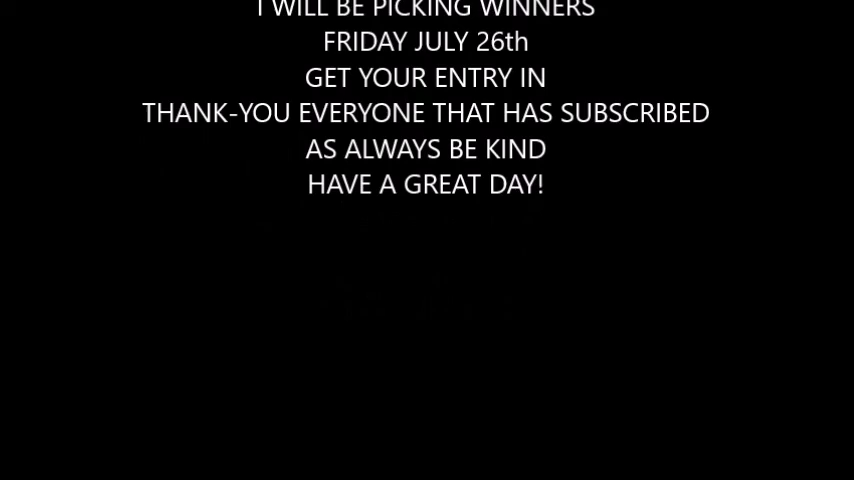 I WILL BE PICKING WINNERS
FRIDAY JULY 26th
GET YOUR ENTRY IN
THANK-YOU EVERYONE THAT HAS SUBSCRIBED
AS ALWAYS BE KIND
HAVE A GREAT DAY!